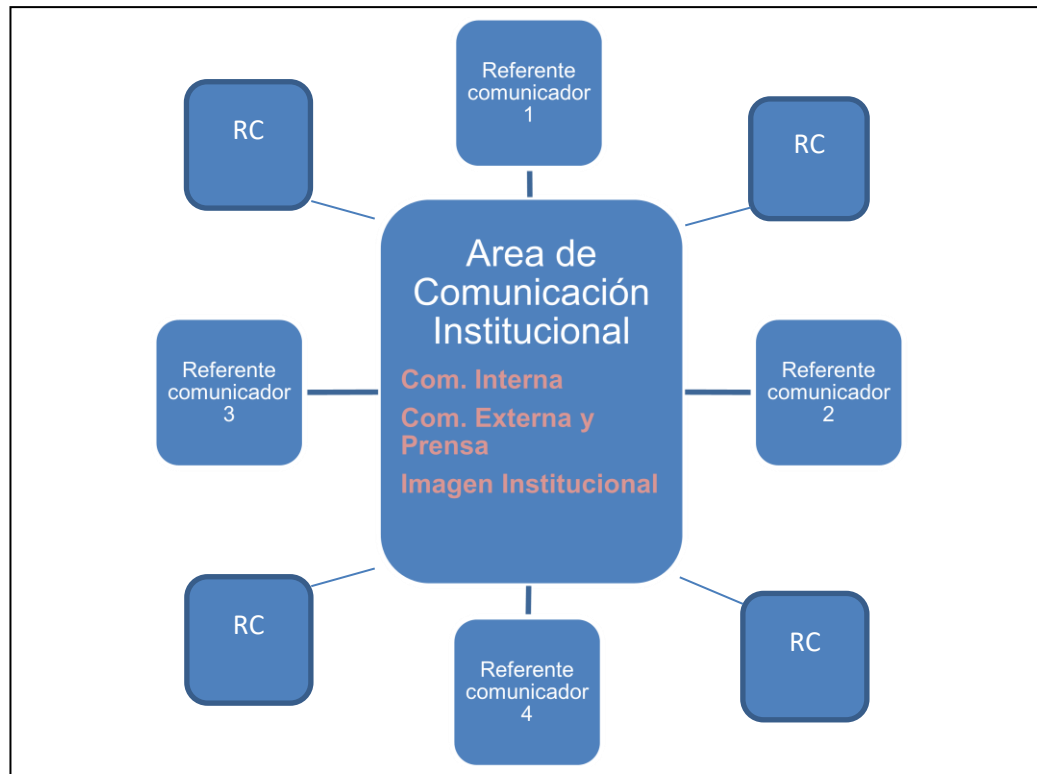 Referente
comunicador
1
RC
RC
Area de
Comunicación
Institucional
Com. Interna
Com. Externa y
Prensa
Imagen Institucional
Referente
comunicador
3
Referente
comunicador
2
RC
RC
Referente
comunicador
4